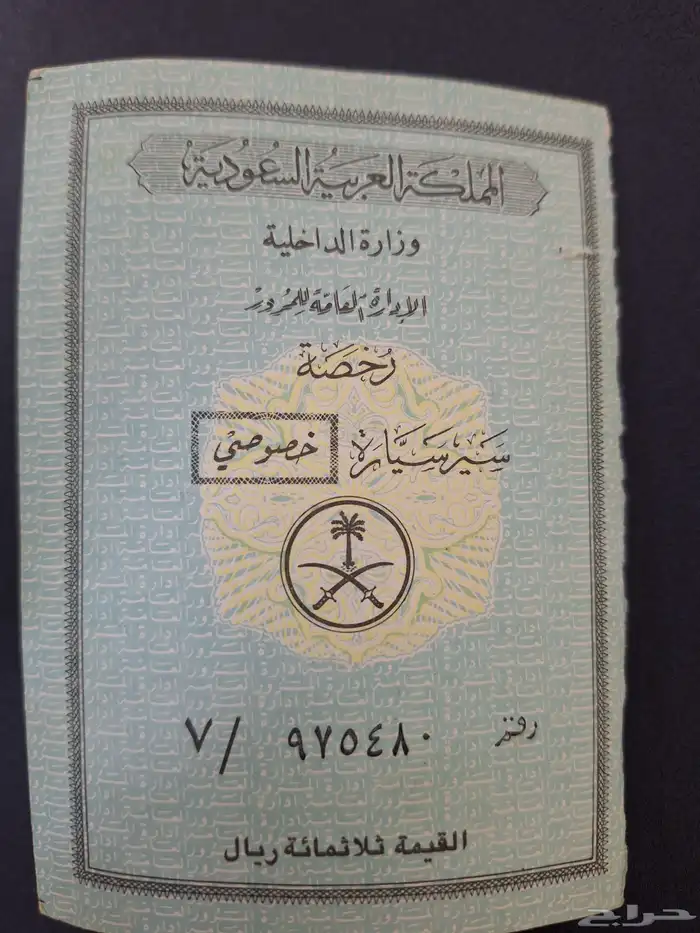 المملكة العربية السعودية
وزارة الداخلية
الإدارة العامة للمرور
رخصة
سير سيارة خصوصي
رقم ٩٧٥٤٨٠ /٧
القيمة ثلاثمائة ريال
حراج